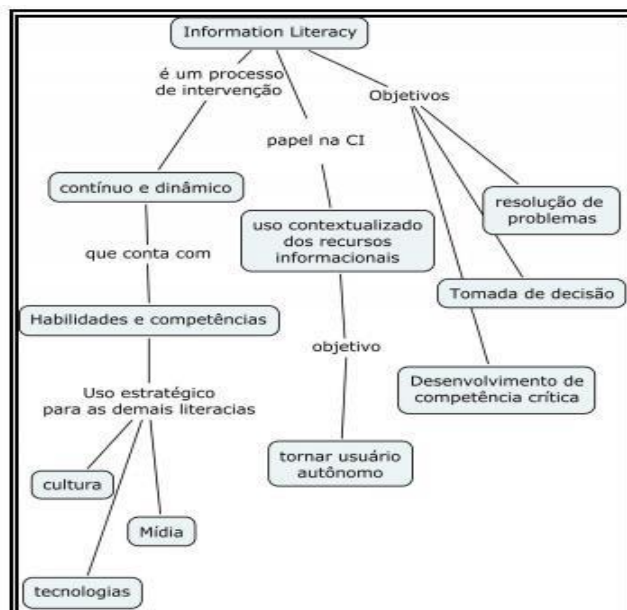 Information Literacy
é um processo
de intervenção
Objetivos
papel na CI
contínuo e dinâmico
resolução de
problemas
uso contextualizado
dos recursos
informacionais
que conta com
Tomada de decisão
Habilidades e competências
objetivo
Desenvolvimento de
competência crítica
Uso estratégico
para as demais literacias
tornar usuário
autônomo
cultura
Mídia
tecnologias